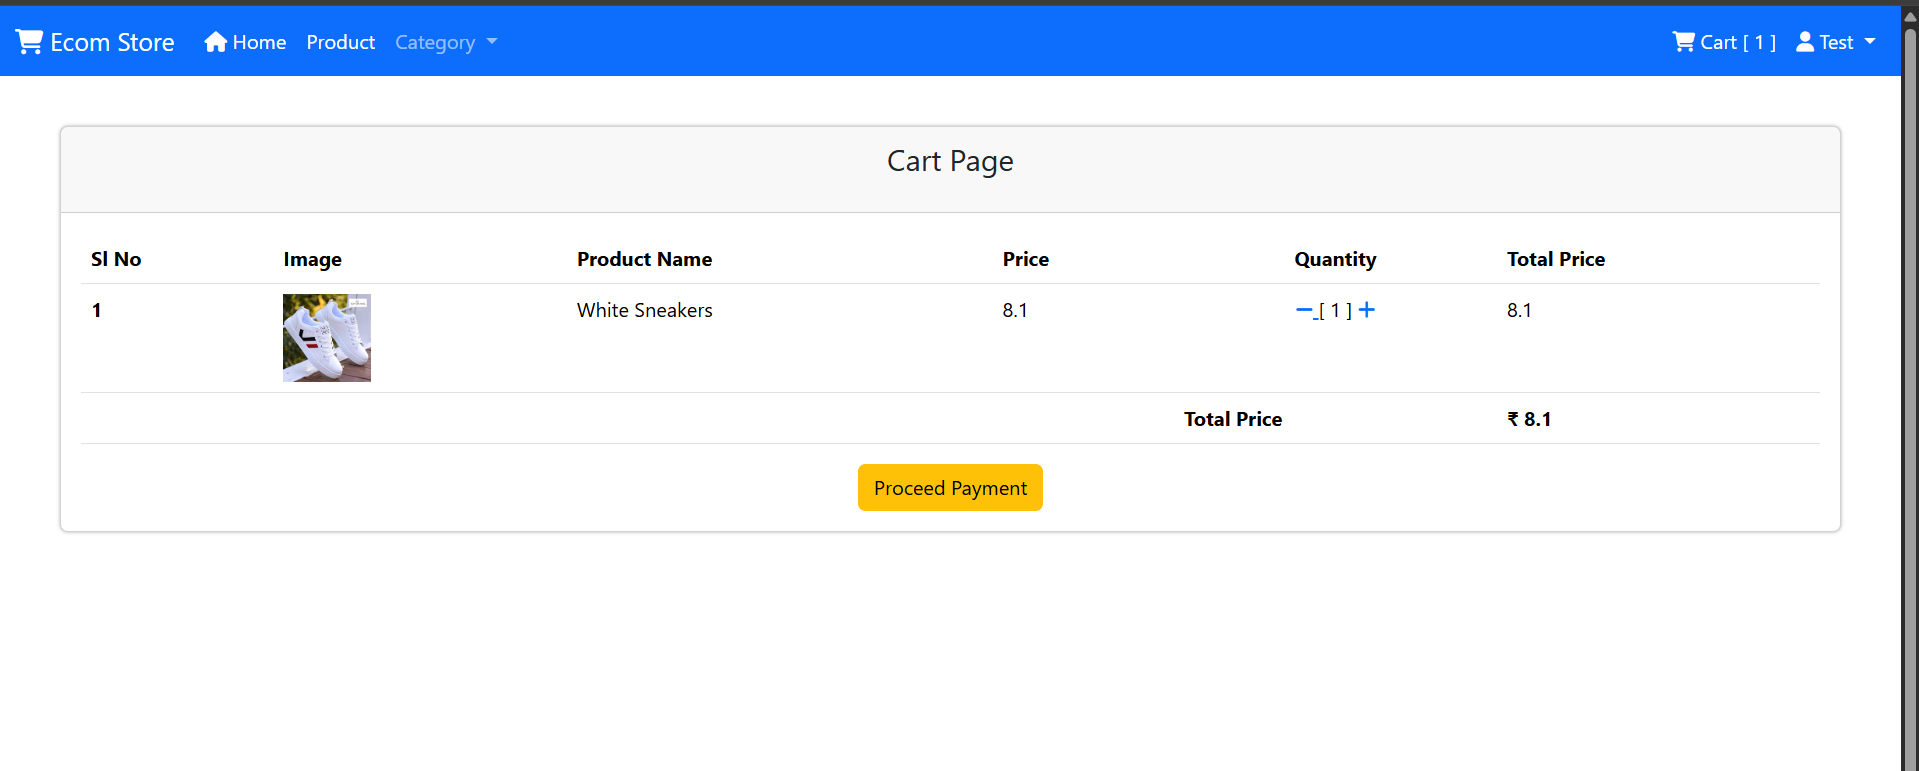 Ecom Store Home Product Category Cart [ 1 ] Test
Cart Page
Sl No Image Product Name Price Quantity Total Price
1 White Sneakers 8.1 [ 1 ] 8.1
Total Price ₹ 8.1
Proceed Payment